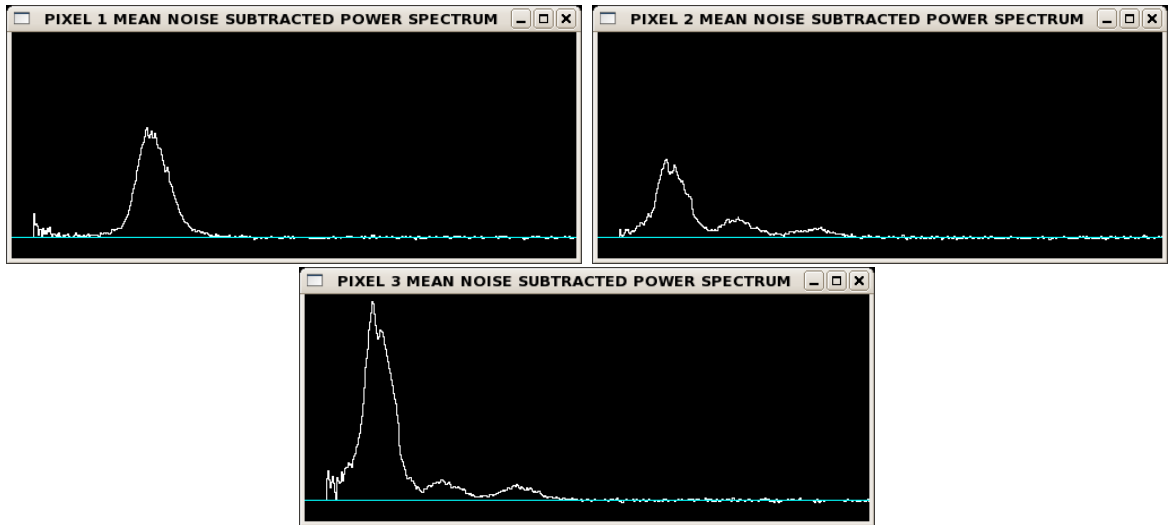 PIXEL 1 MEAN NOISE SUBTRACTED POWER SPECTRUM
PIXEL 2 MEAN NOISE SUBTRACTED POWER SPECTRUM
PIXEL 3 MEAN NOISE SUBTRACTED POWER SPECTRUM